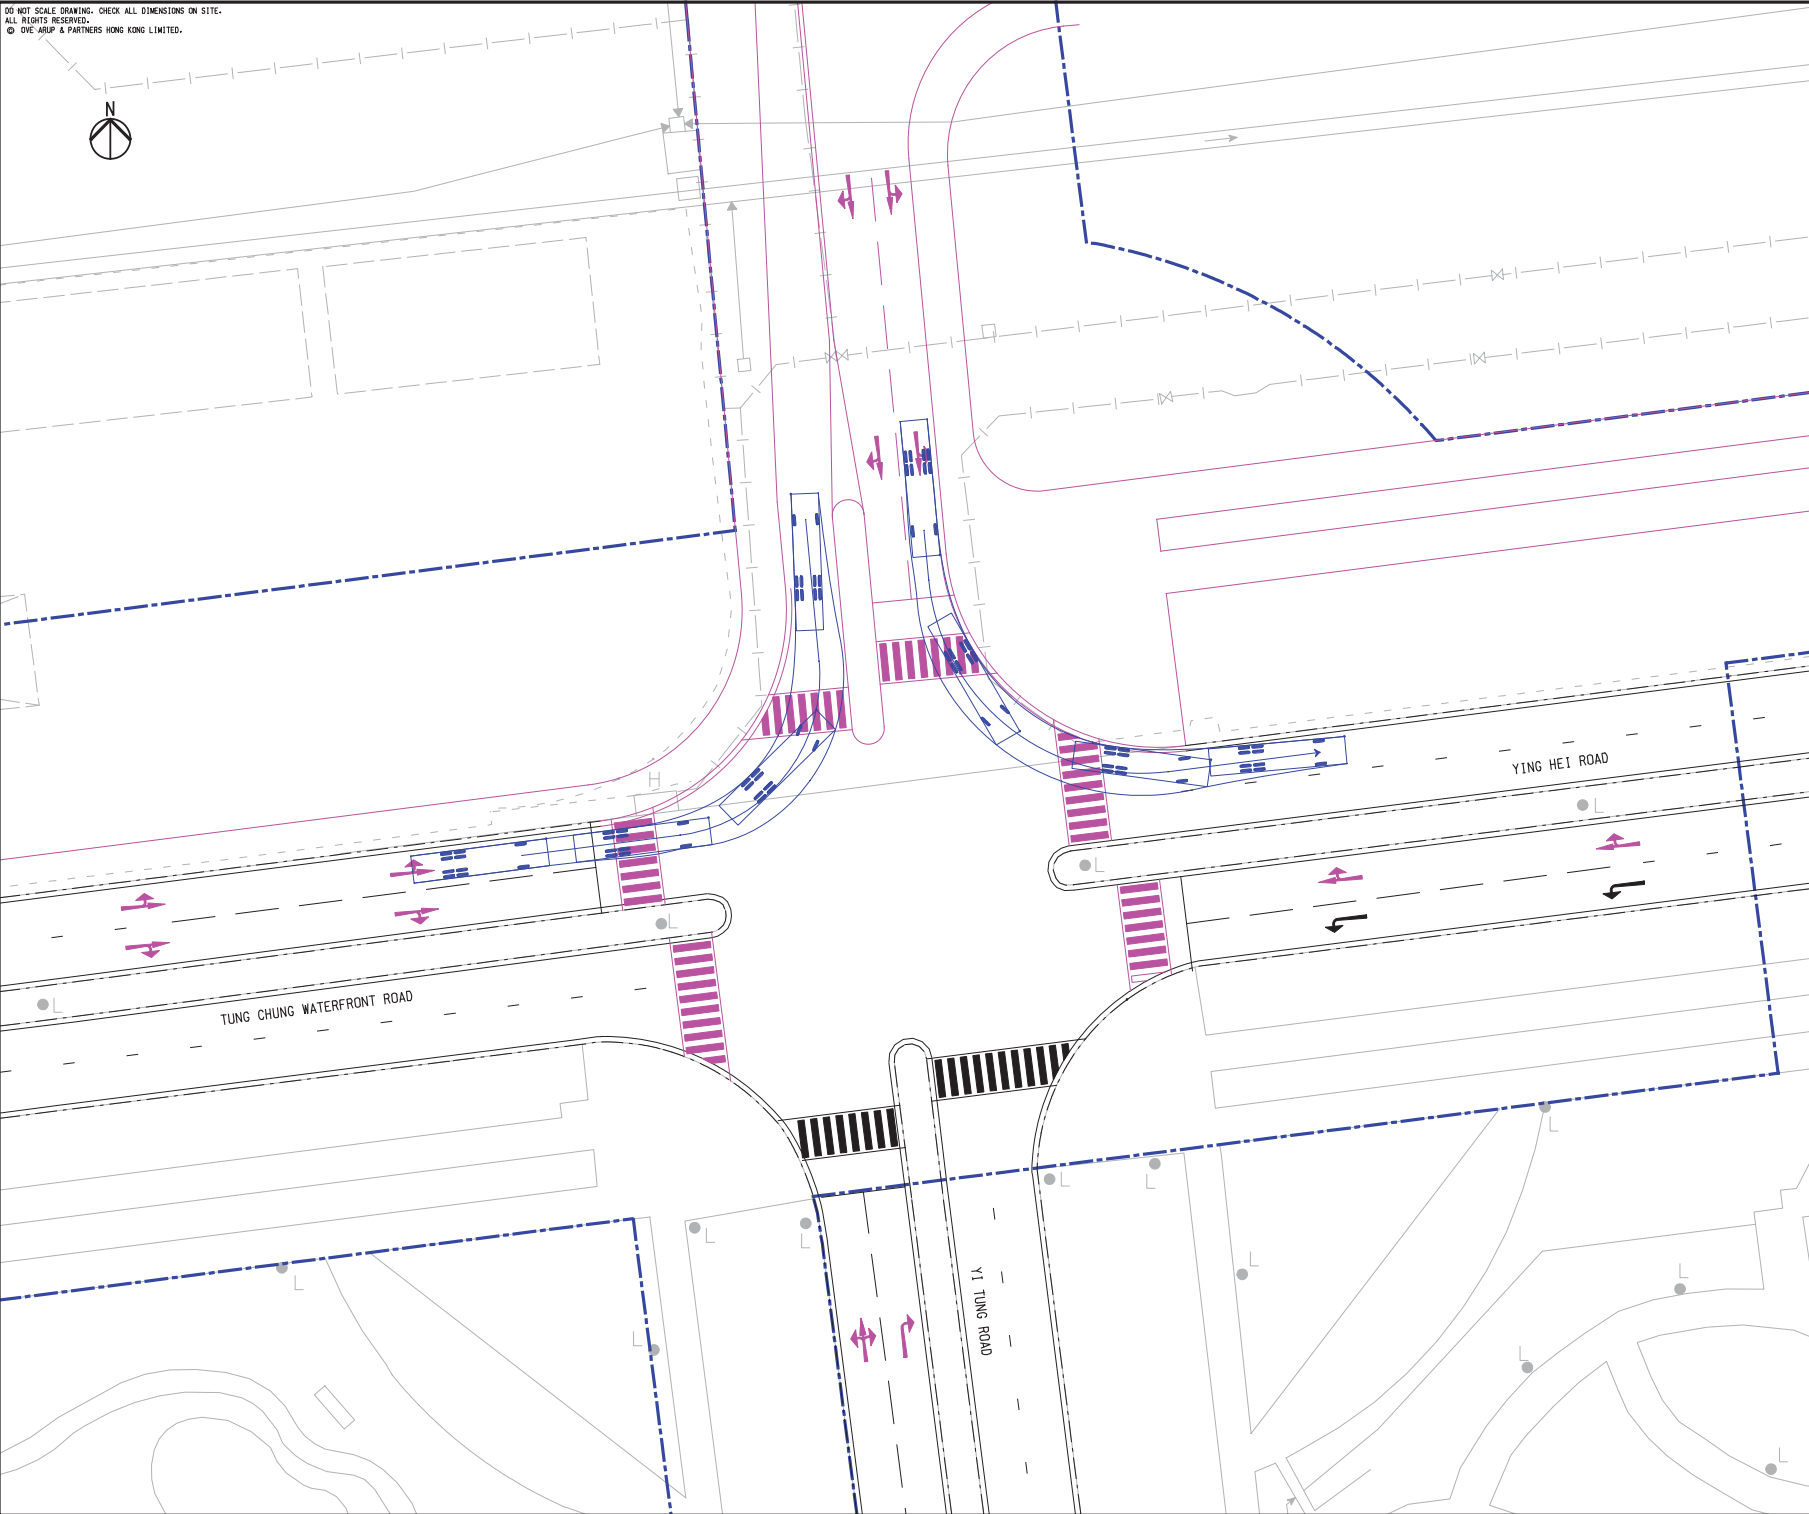 DO NOT SCALE DRAWING. CHECK ALL DIMENSIONS ON SITE.
ALL RIGHTS RESERVED.
© OVE ARUP & PARTNERS HONG KONG LIMITED.
N
H
YING HEI ROAD
L
L
L
L
TUNG CHUNG WATERFRONT ROAD
L
L
L
L
L
L
L
L
YI TUNG ROAD
L
L
L